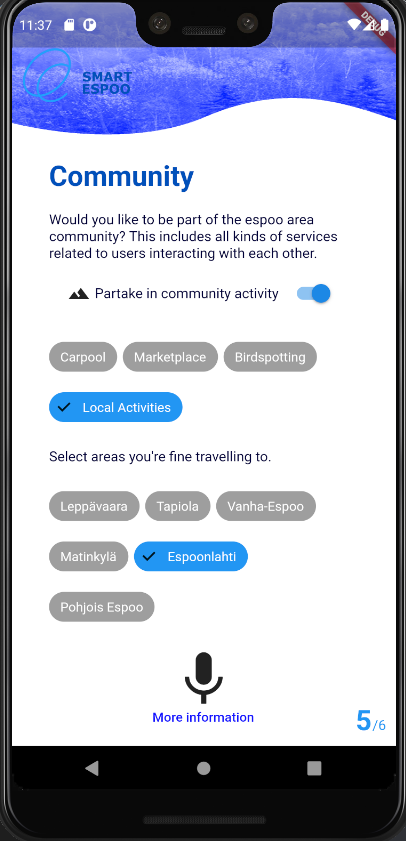 11:37
DEBUG
SMART
ESPOO
Community
Would you like to be part of the espoo area
community? This includes all kinds of services
related to users interacting with each other.
Partake in community activity
Carpool Marketplace Birdspotting
Local Activities
Select areas you're fine travelling to.
Leppävaara Tapiola Vanha-Espoo
Matinkylä Espoonlahti
Pohjois Espoo
More information
5/6